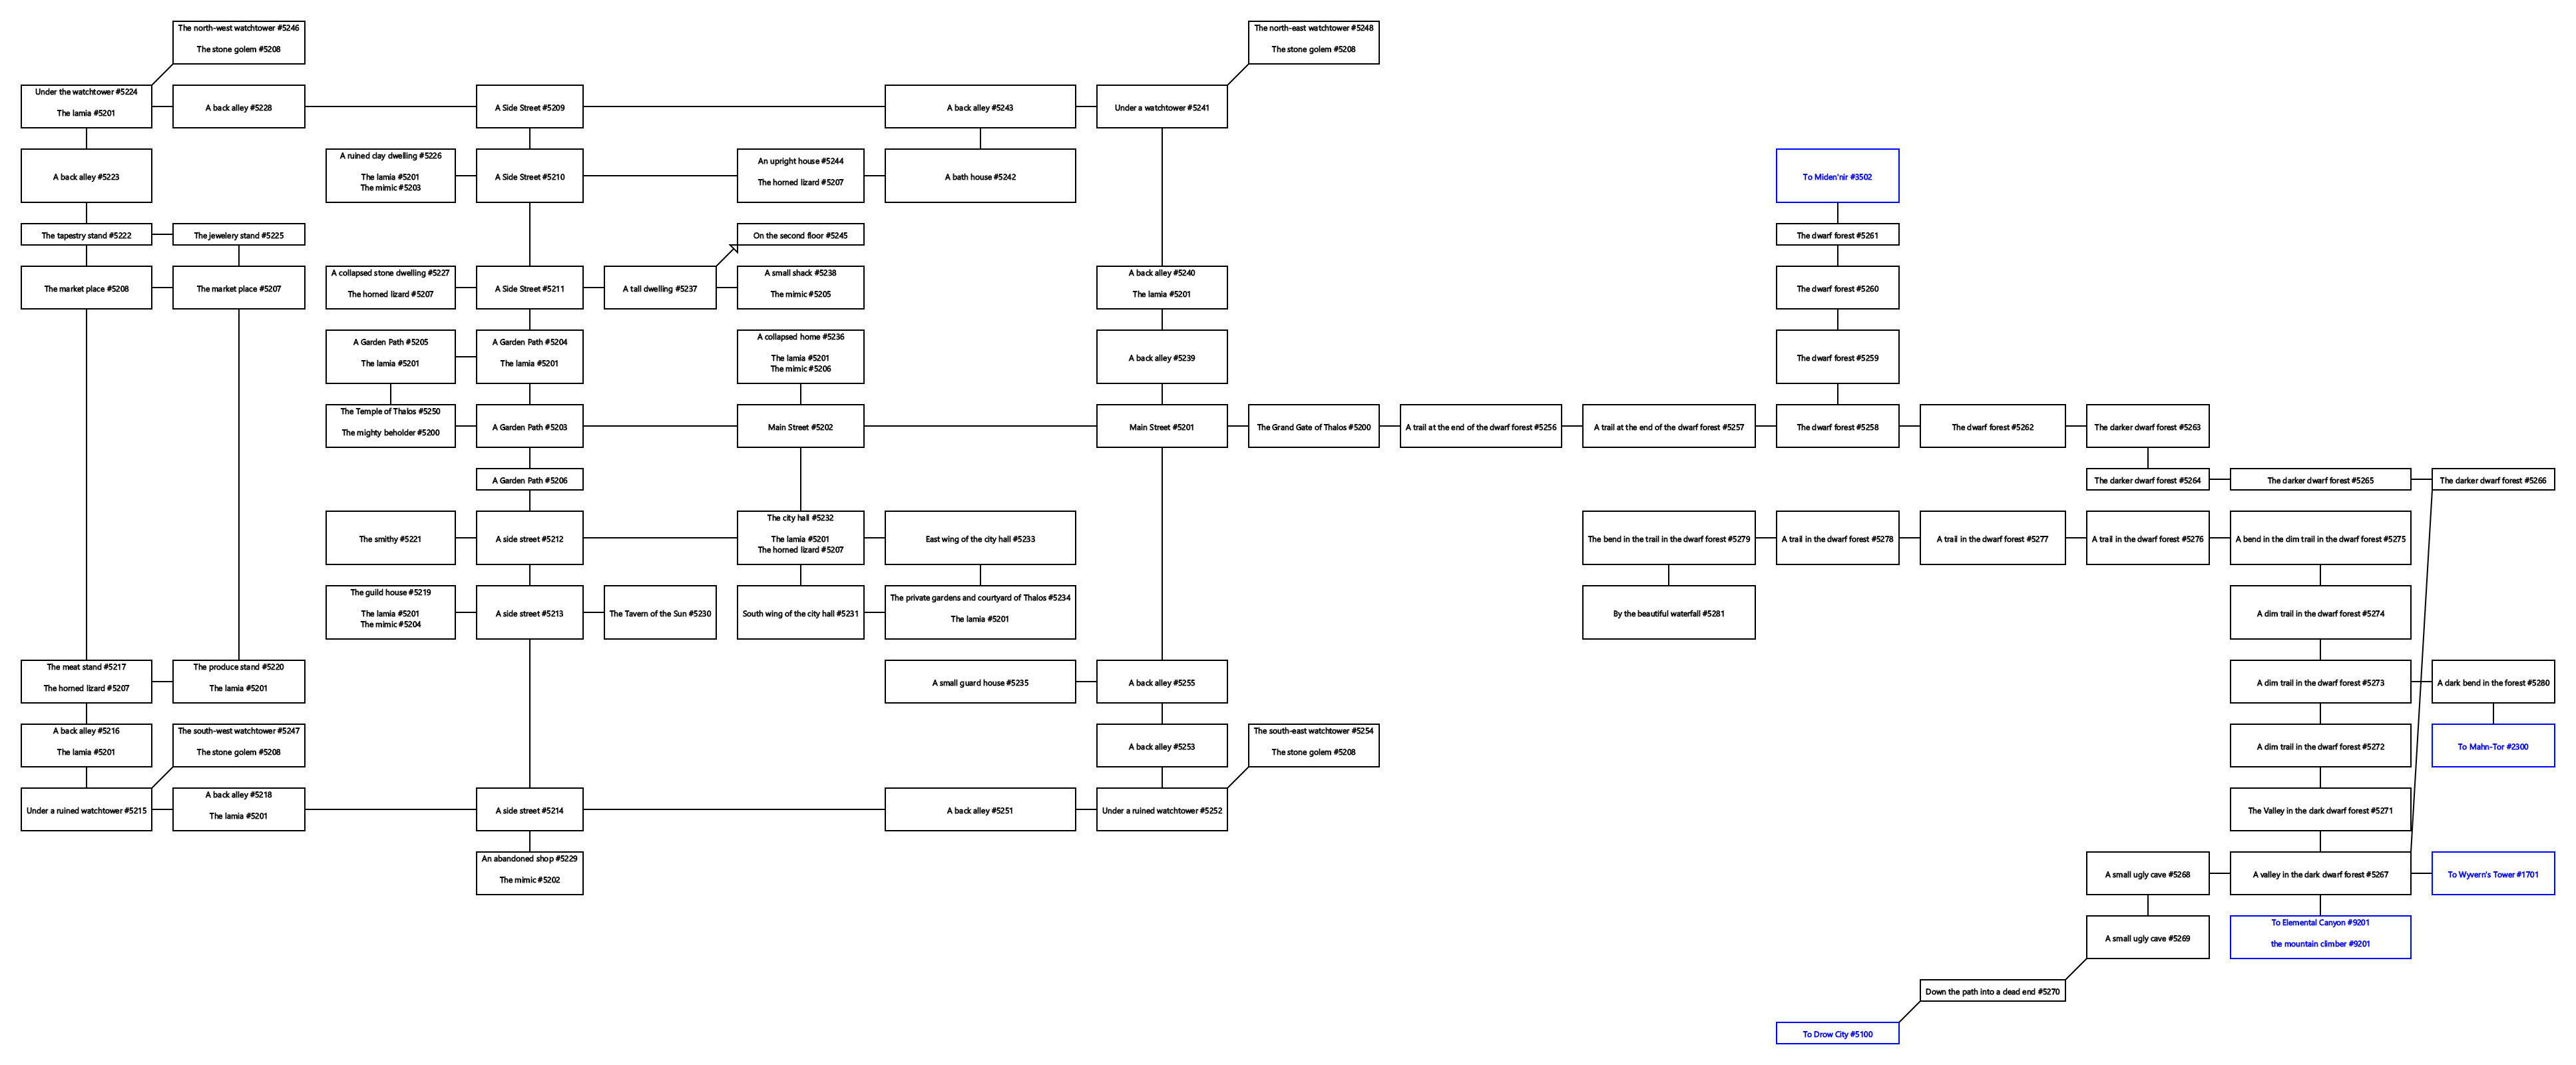 The north-west watchtower #5246
The stone golem #5208
The north-east watchtower #5248
The stone golem #5208
Under the watchtower #5224
The lamia #5201
A back alley #5228
A Side Street #5209
A back alley #5243
Under a watchtower #5241
A back alley #5223
A ruined clay dwelling #5226
The lamia #5201
The mimic #5203
A Side Street #5210
An upright house #5244
The horned lizard #5207
A bath house #5242
To Miden'nir #3502
The tapestry stand #5222
The jewelery stand #5225
On the second floor #5245
The dwarf forest #5261
The market place #5208
The market place #5207
A collapsed stone dwelling #5227
The horned lizard #5207
A Side Street #5211
A tall dwelling #5237
A small shack #5238
The mimic #5205
A back alley #5240
The lamia #5201
The dwarf forest #5260
A Garden Path #5205
The lamia #5201
A Garden Path #5204
The lamia #5201
A collapsed home #5236
The lamia #5201
The mimic #5206
A back alley #5239
The dwarf forest #5259
The Temple of Thalos #5250
The mighty beholder #5200
A Garden Path #5203
Main Street #5202
Main Street #5201
The Grand Gate of Thalos #5200
A trail at the end of the dwarf forest #5256
A trail at the end of the dwarf forest #5257
The dwarf forest #5258
The dwarf forest #5262
The darker dwarf forest #5263
A Garden Path #5206
The darker dwarf forest #5264
The darker dwarf forest #5265
The darker dwarf forest #5266
The smithy #5221
A side street #5212
The city hall #5232
The lamia #5201
The horned lizard #5207
East wing of the city hall #5233
The bend in the trail in the dwarf forest #5279
A trail in the dwarf forest #5278
A trail in the dwarf forest #5277
A trail in the dwarf forest #5276
A bend in the dim trail in the dwarf forest #5275
The guild house #5219
The lamia #5201
The mimic #5204
A side street #5213
The Tavern of the Sun #5230
South wing of the city hall #5231
The private gardens and courtyard of Thalos #5234
The lamia #5201
By the beautiful waterfall #5281
A dim trail in the dwarf forest #5274
The meat stand #5217
The horned lizard #5207
The produce stand #5220
The lamia #5201
A small guard house #5235
A back alley #5255
A dim trail in the dwarf forest #5273
A dark bend in the forest #5280
A back alley #5216
The lamia #5201
The south-west watchtower #5247
The stone golem #5208
A back alley #5253
The south-east watchtower #5254
The stone golem #5208
A dim trail in the dwarf forest #5272
To Mahn-Tor #2300
Under a ruined watchtower #5215
A back alley #5218
The lamia #5201
A side street #5214
A back alley #5251
Under a ruined watchtower #5252
The Valley in the dark dwarf forest #5271
An abandoned shop #5229
The mimic #5202
A small ugly cave #5268
A valley in the dark dwarf forest #5267
To Wyvern's Tower #1701
A small ugly cave #5269
To Elemental Canyon #9201
the mountain climber #9201
Down the path into a dead end #5270
To Drow City #5100